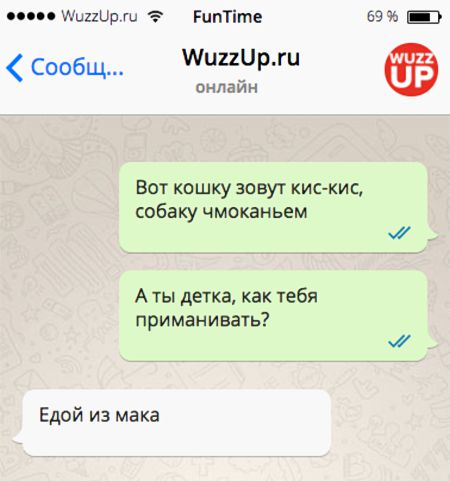 WuzzUp.ru FunTime 69 %
Сообщ... WuzzUp.ru WUZZ
онлайн UP
Вот кошку зовут кис-кис,
собаку чмоканьем
А ты детка, как тебя
приманивать?
Едой из мака